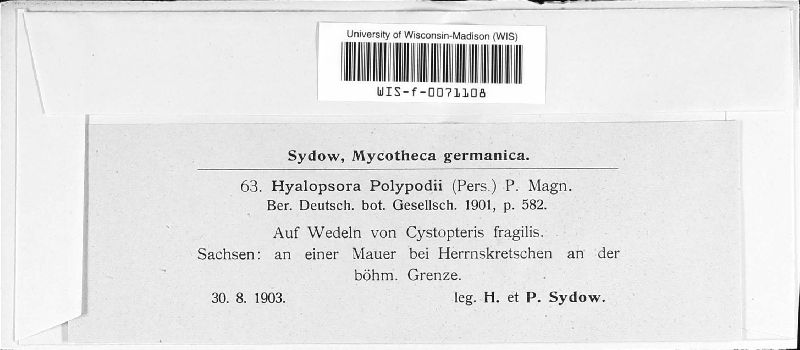 University of Wisconsin-Madison (WIS)
WIS-f-0071108
Sydow, Mycotheca germanica.
63. Hyalopsora Polypodii (Pers.) P. Magn.
Ber. Deutsch. bot. Gesellsch. 1901, p. 582.
Auf Wedeln von Cystopteris fragilis.
Sachsen: an einer Mauer bei Herrnskretschen an der
böhm. Grenze.
30. 8. 1903. leg. H. et P. Sydow.